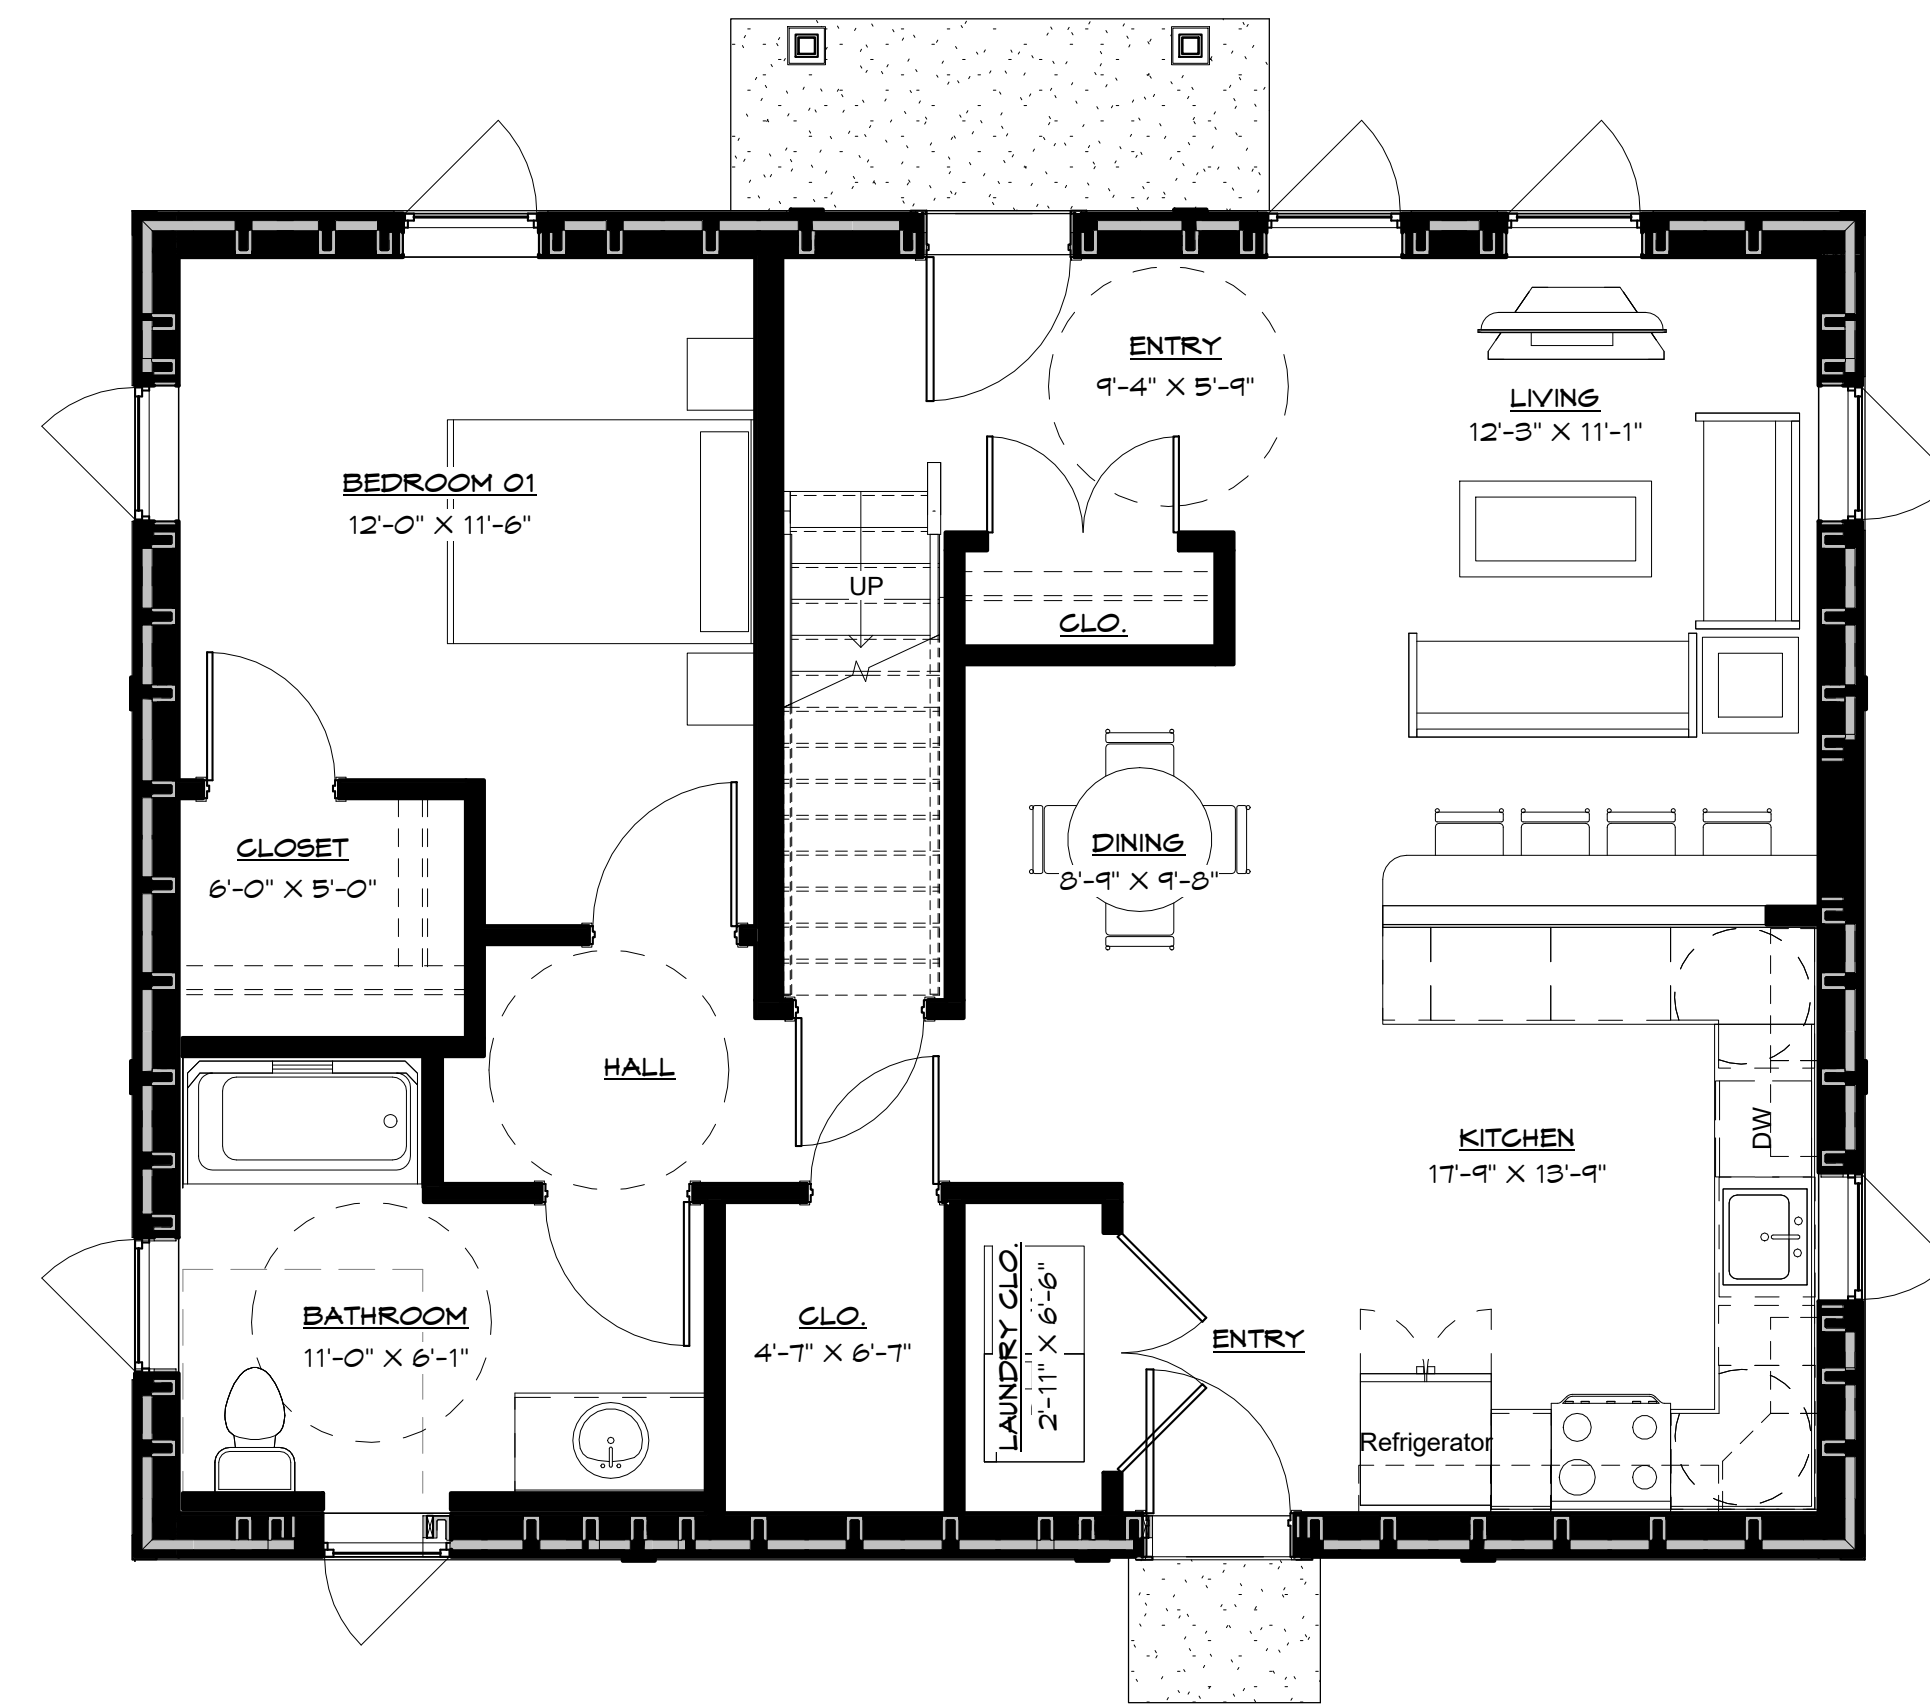 ENTRY
9'-4" X 5'-9"
LIVING
12'-3" X 11'-1"
BEDROOM 01
12'-0" X 11'-6"
UP
CLO.
CLOSET
6'-0" X 5'-0"
DINING
8'-9" X 9'-8"
HALL
KITCHEN
17'-9" X 13'-9"
DW
BATHROOM
11'-0" X 6'-1"
CLO.
4'-7" X 6'-7"
LAUNDRY CLO.
2'-11" X 6'-6"
ENTRY
Refrigerator